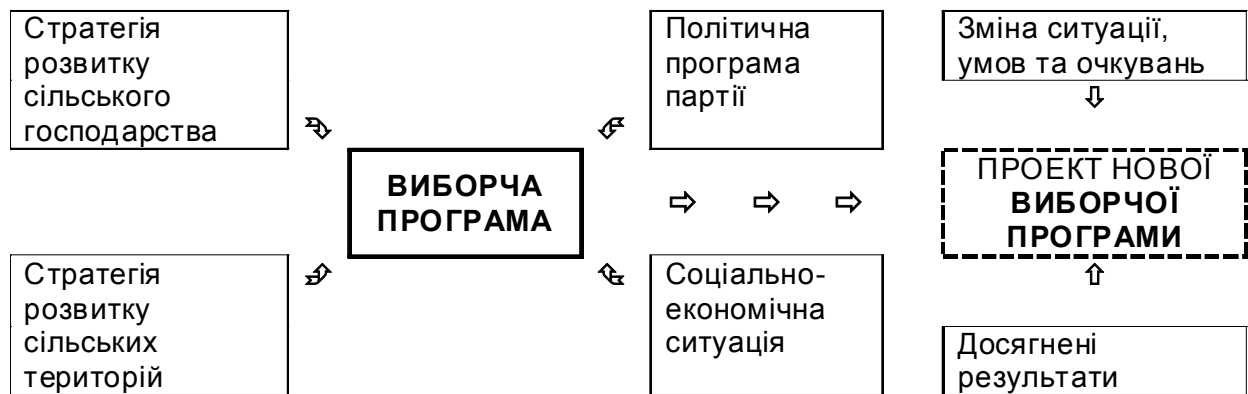 Стратегія
розвитку
сільського
господарства
Політична
програма
партії
Зміна ситуації,
умов та очкувань
ВИБОРЧА
ПРОГРАМА
ПРОЕКТ НОВОЇ
ВИБОРЧОЇ
ПРОГРАМИ
Стратегія
розвитку
сільських
територій
Соціально-
економічна
ситуація
Досягнені
результати